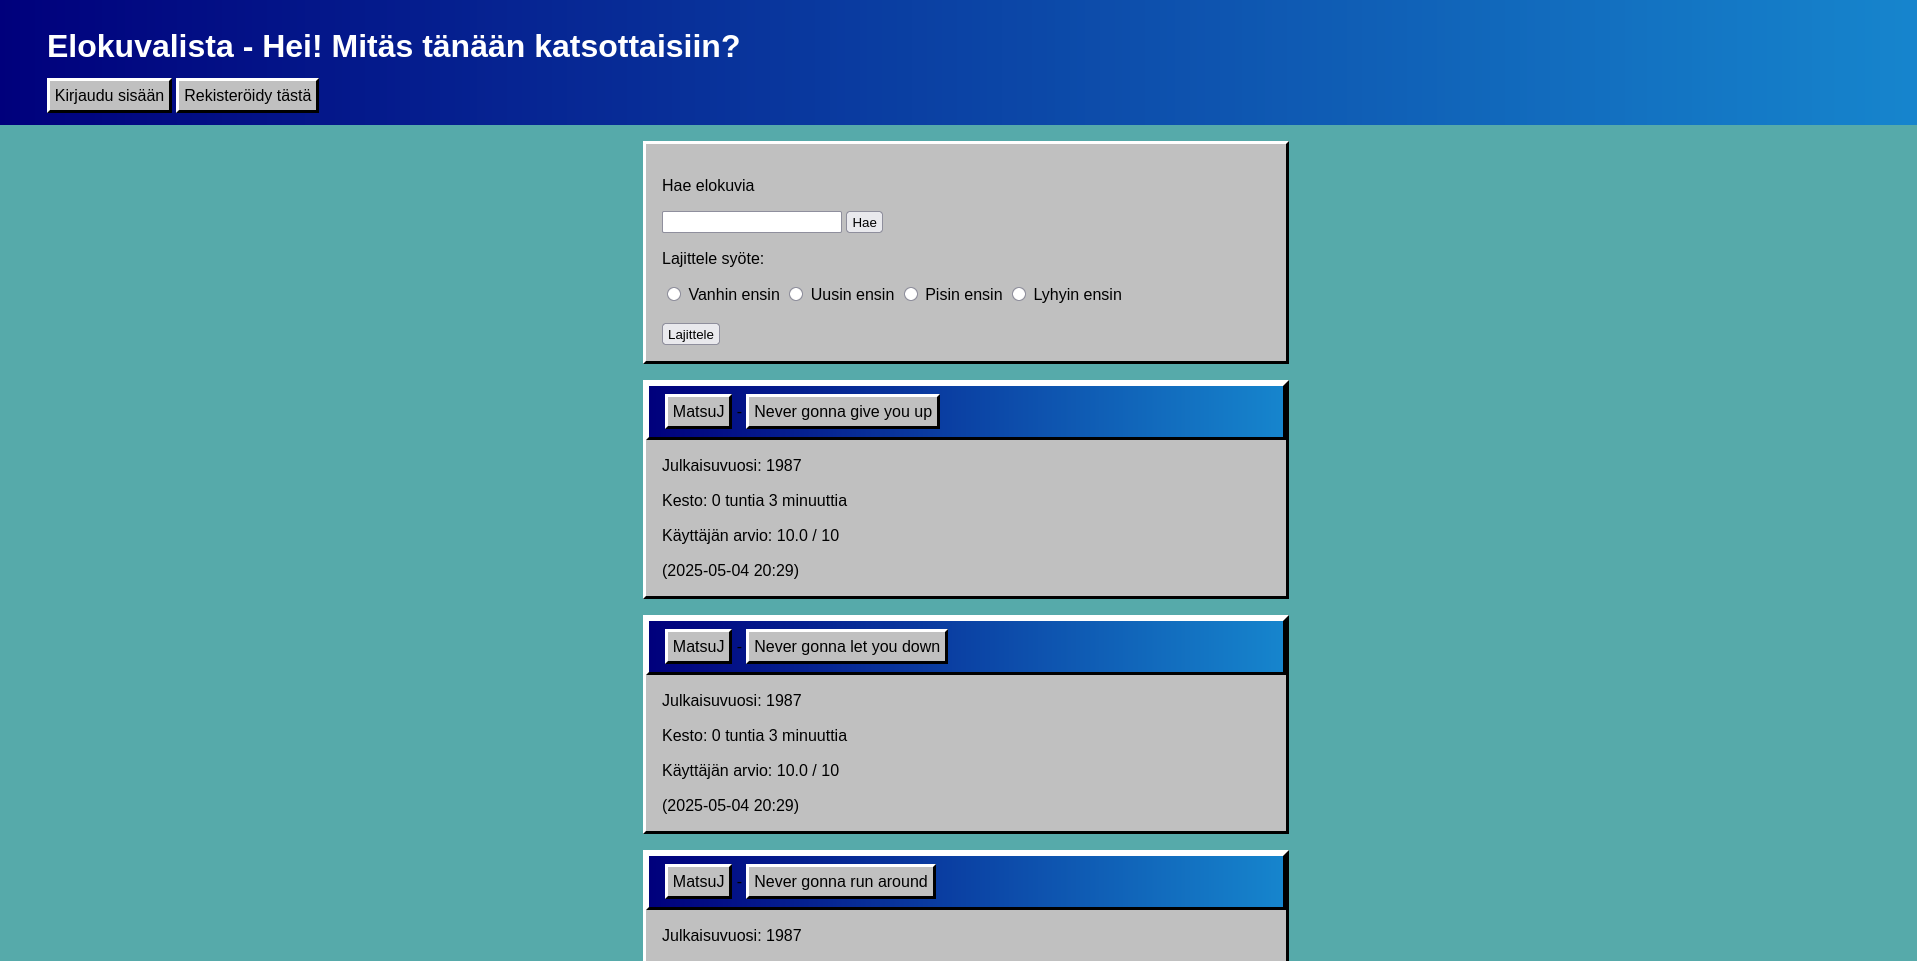 Elokuvalista - Hei! Mitäs tänään katsottaisiin?
Kirjaudu sisään Rekisteröidy tästä
Hae elokuvia
Hae
Lajittele syöte:
Vanhin ensin Uusin ensin Pisin ensin Lyhyin ensin
Lajittele
MatsuJ - Never gonna give you up
Julkaisuvuosi: 1987
Kesto: 0 tuntia 3 minuuttia
Käyttäjän arvio: 10.0 / 10
(2025-05-04 20:29)
MatsuJ - Never gonna let you down
Julkaisuvuosi: 1987
Kesto: 0 tuntia 3 minuuttia
Käyttäjän arvio: 10.0 / 10
(2025-05-04 20:29)
MatsuJ - Never gonna run around
Julkaisuvuosi: 1987